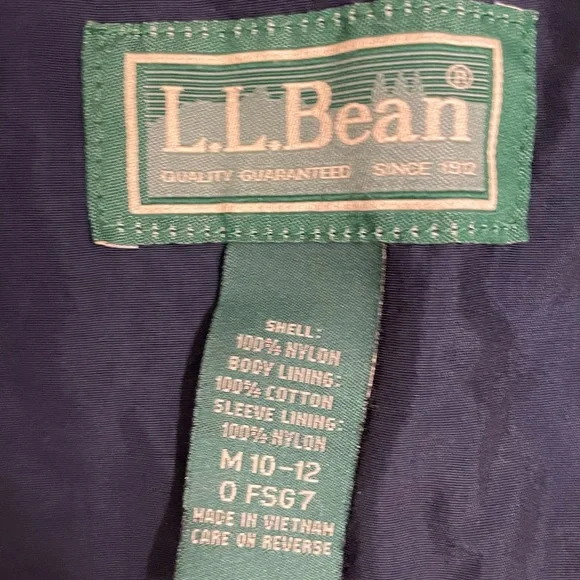 L.L.Bean®
QUALITY GUARANTEED SINCE 1912
SHELL:
100% NYLON
BODY LINING:
100% COTTON
SLEEVE LINING:
100% NYLON
M 10-12
0 FSG7
MADE IN VIETNAM
CARE ON REVERSE